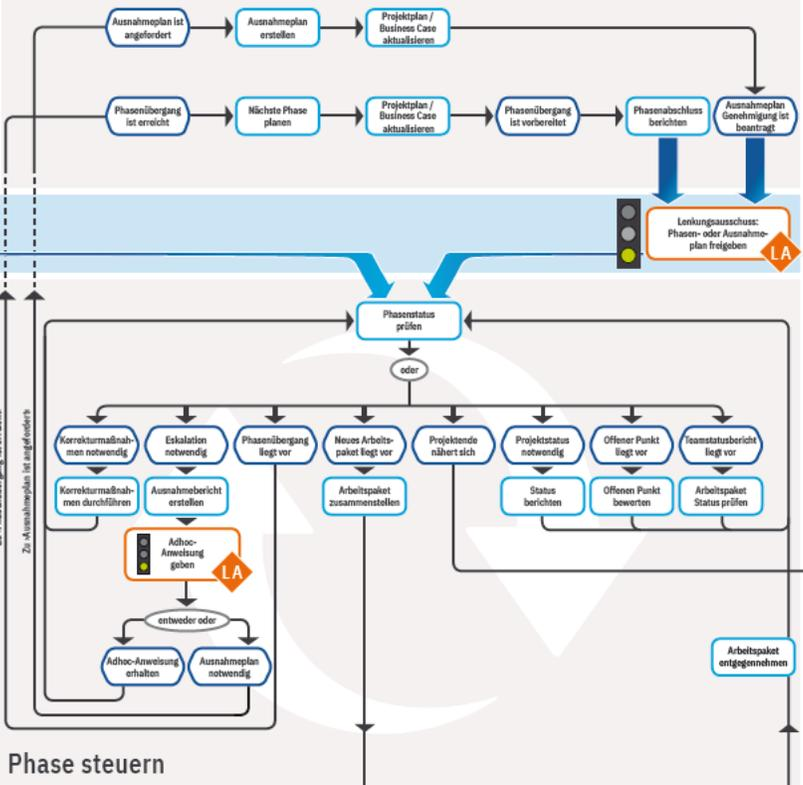 Ausnahmeplan ist
angefordert
Ausnahmeplan
erstellen
Projektplan /
Business Case
aktualisieren
Phasenübergang
ist erreicht
Nächste Phase
planen
Projektplan /
Business Case
aktualisieren
Phasenübergang
ist vorbereitet
Phasenabschluss
berichten
Ausnahmeplan
Genehmigung ist
beantragt
Lenkungsausschuss:
Phasen- oder Ausnahme-
plan freigeben
LA
Phasenstatus
prüfen
oder
Korrekturmaßnah-
men notwendig
Eskalation
notwendig
Phasenübergang
liegt vor
Neues Arbeits-
paket liegt vor
Projektende
nähert sich
Projektstatus
notwendig
Offener Punkt
liegt vor
Teamstatusbericht
liegt vor
Korrekturmaßnah-
men durchführen
Ausnahmebericht
erstellen
Arbeitspaket
zusammenstellen
Status
berichten
Offenen Punkt
bewerten
Arbeitspaket
Status prüfen
Zu »Ausnahmeplan ist angefordert«
Adhoc-
Anweisung
geben
LA
entweder oder
Adhoc-Anweisung
erhalten
Ausnahmeplan
notwendig
Arbeitspaket
entgegennehmen
Phase steuern